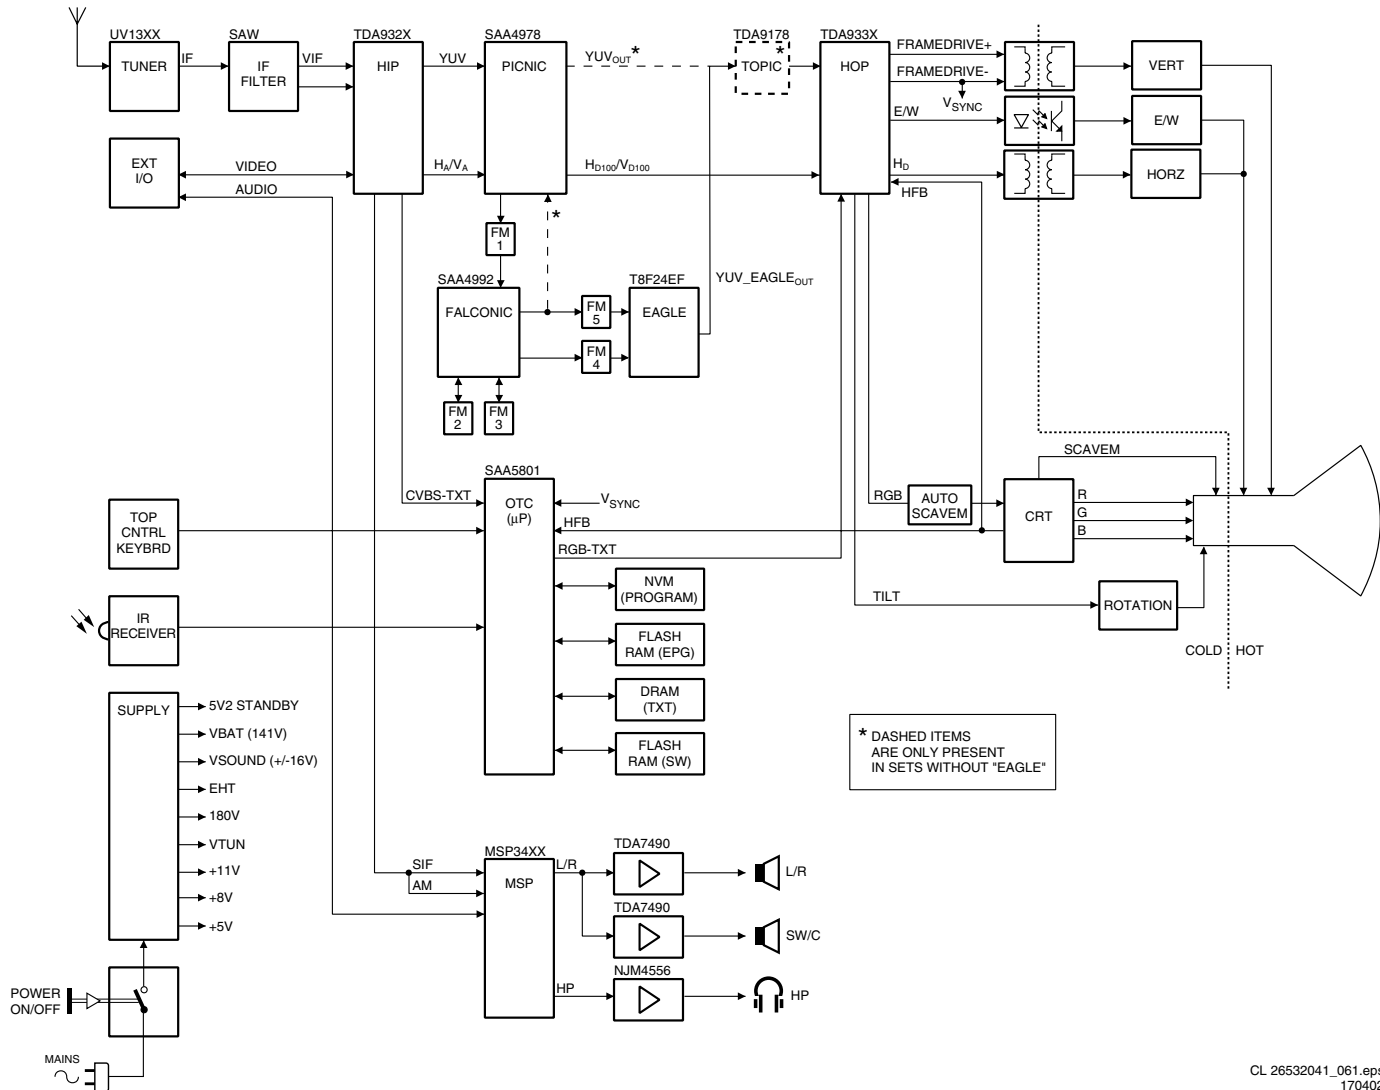 UV13XX
TUNER
IF
SAW
IF
FILTER
VIF
TDA932X
HIP
YUV
SAA4978
PICNIC
YUVOUT*
TDA9178
*
TOPIC
TDA933X
HOP
FRAMEDRIVE+
FRAMEDRIVE-
VSYNC
E/W
HD
HFB
VERT
E/W
HORZ
EXT
I/O
VIDEO
AUDIO
HA/VA
HD100/VD100
FM
1
*
SAA4992
FALCONIC
FM
5
FM
4
T8F24EF
EAGLE
YUV_EAGLEOUT
FM
2
FM
3
SAA5801
OTC
(µP)
CVBS-TXT
VSYNC
HFB
RGB-TXT
TOP
CNTRL
KEYBRD
IR
RECEIVER
NVM
(PROGRAM)
FLASH
RAM (EPG)
DRAM
(TXT)
FLASH
RAM (SW)
RGB
AUTO
SCAVEM
SCAVEM
CRT
R
G
B
TILT
ROTATION
COLD
HOT
SUPPLY
5V2 STANDBY
VBAT (141V)
VSOUND (+/-16V)
EHT
180V
VTUN
+11V
+8V
+5V
* DASHED ITEMS
ARE ONLY PRESENT
IN SETS WITHOUT "EAGLE"
SIF
AM
MSP34XX
MSP
L/R
HP
TDA7490
L/R
TDA7490
SW/C
NJM4556
HP
POWER
ON/OFF
MAINS
CL 26532041_061.eps
170402